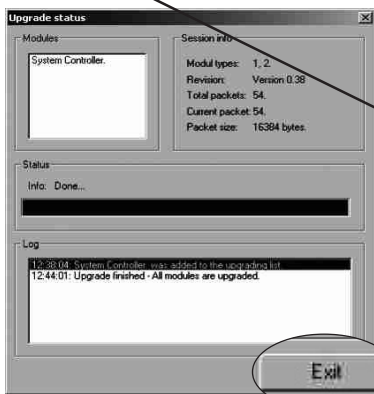 Upgrade status
Modules
System Controller.
Session info
Modul types: 1, 2.
Revision: Version 0.38
Total packets: 54.
Current packet: 54.
Packet size: 16384 bytes.
Status
Info: Done...
Log
12:38:04: System Controller. was added to the upgrading list.
12:44:01: Upgrade finished - All modules are upgraded.
Exit